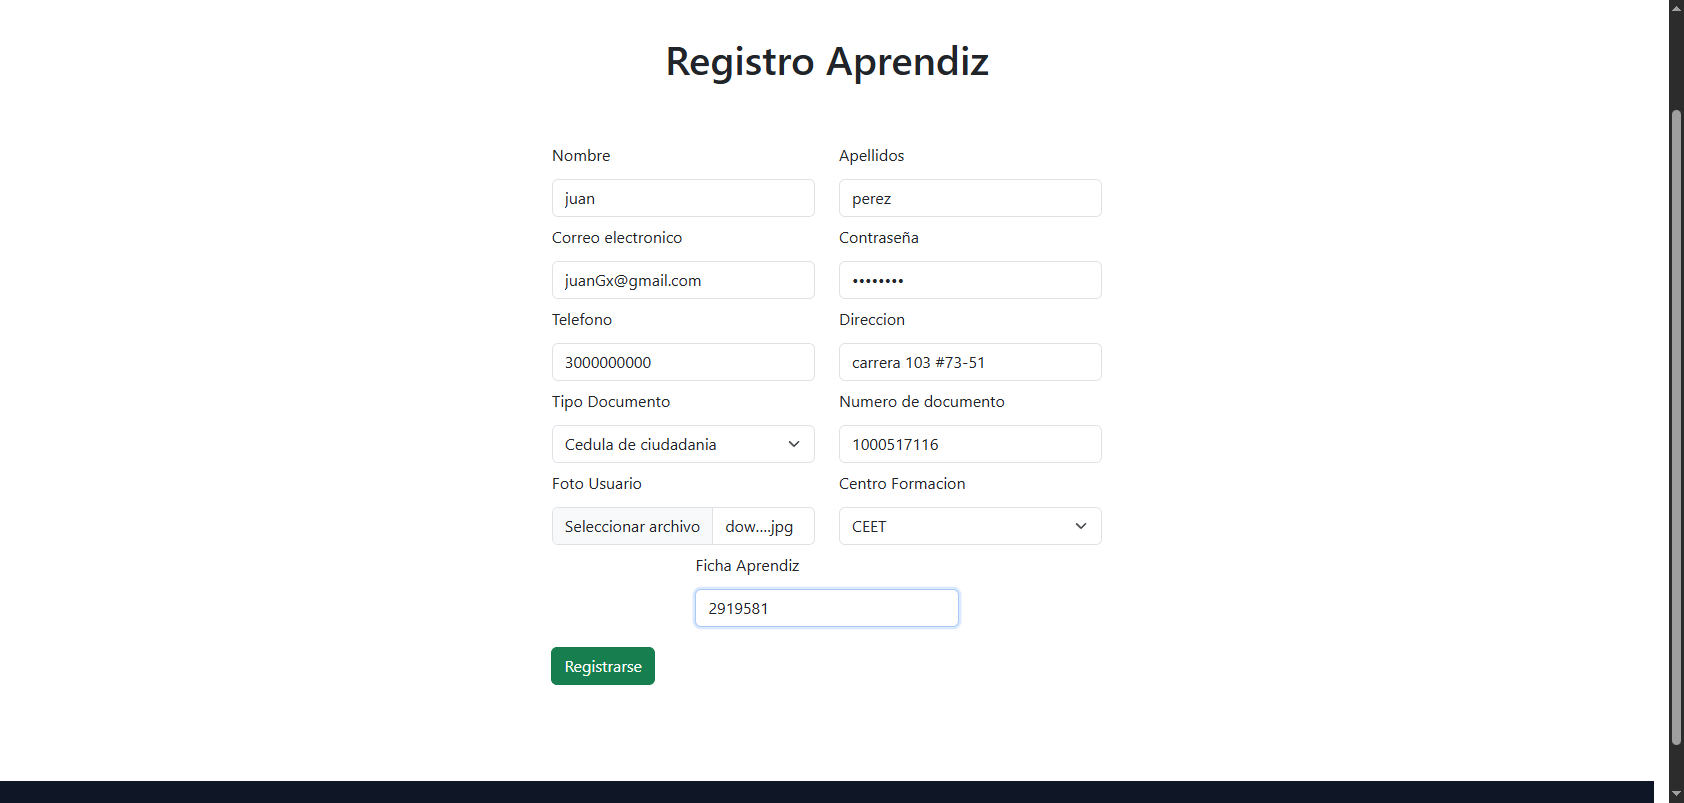 Registro Aprendiz
Nombre Apellidos
juan perez
Correo electronico Contraseña
juanGx@gmail.com ••••••••
Telefono Direccion
3000000000 carrera 103 #73-51
Tipo Documento Numero de documento
Cedula de ciudadania 1000517116
Foto Usuario Centro Formacion
Seleccionar archivo dow....jpg CEET
Ficha Aprendiz
2919581
Registrarse